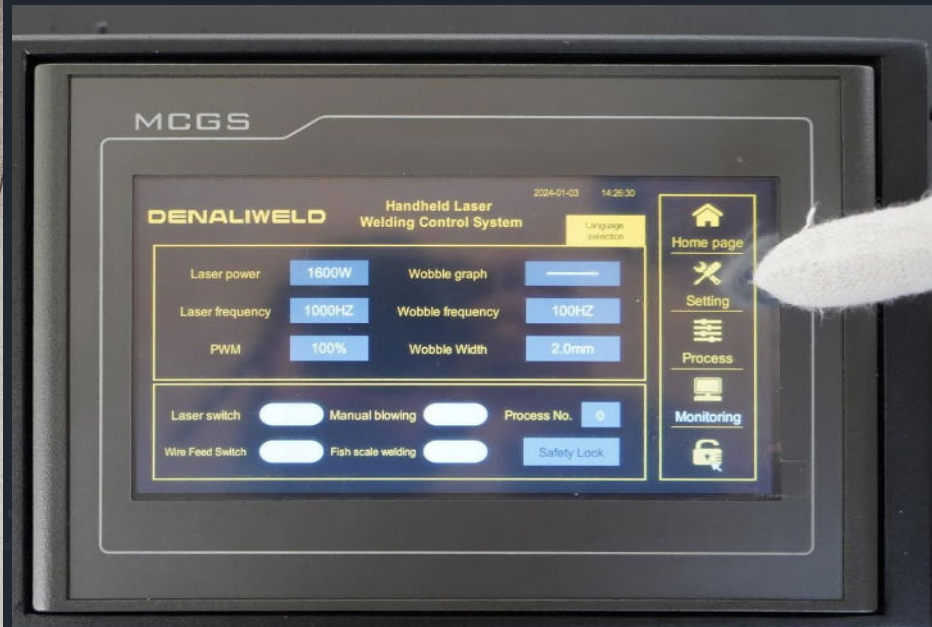 MCGS
2024-01-03 14:26:30
DENALIWELD
Handheld Laser
Welding Control System
Language
selection
Laser power 1600W Wobble graph
Laser frequency 1000HZ Wobble frequency 100HZ
PWM 100% Wobble Width 2.0mm
Laser switch Manual blowing Process No. 0
Wire Feed Switch Fish scale welding Safety Lock
Home page
Setting
Process
Monitoring